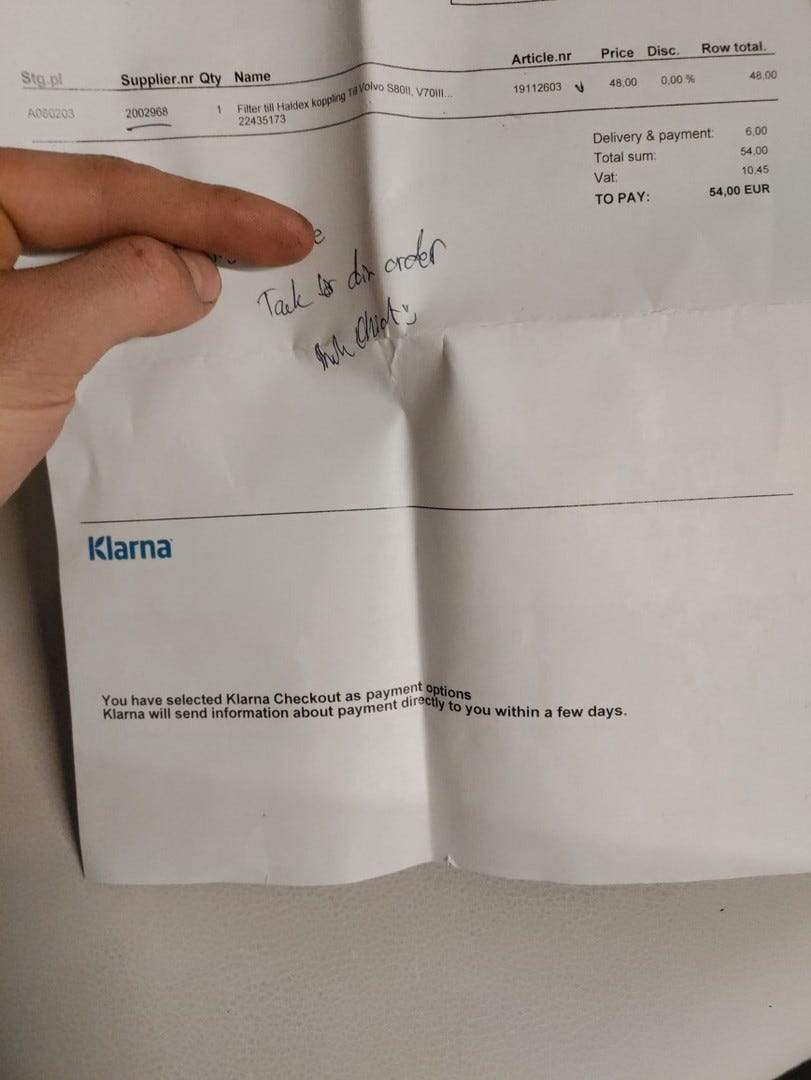 Stg.pl Supplier.nr Qty Name Article.nr Price Disc. Row total.
A080203 2002968 1 Filter till Haldex koppling Till Volvo S80II, V70III... 19112603 48,00 0,00 % 48,00
22435173
Delivery & payment: 6,00
Total sum: 54,00
Vat: 10,45
TO PAY: 54,00 EUR
Tack för din order
Klarna
You have selected Klarna Checkout as payment options
Klarna will send information about payment directly to you within a few days.